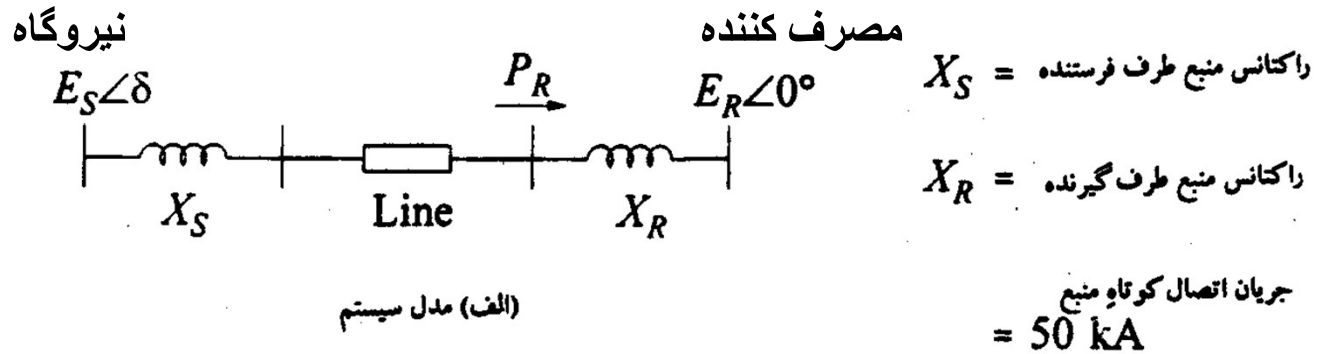 نیروگاه
مصرف کننده
E_S∠δ
P_R
E_R∠0°
X_S
Line
X_R
(الف) مدل سیستم
X_S = راکتانس منبع طرف فرستنده
X_R = راکتانس منبع طرف گیرنده
جریان اتصال کوتاهِ منبع
= 50 kA